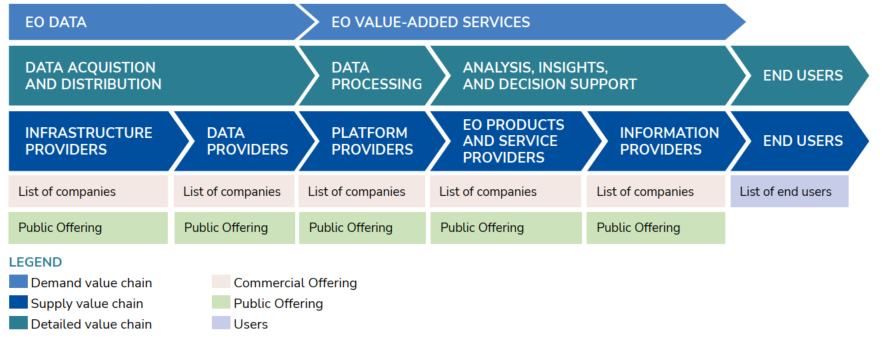 EO DATA
EO VALUE-ADDED SERVICES
DATA ACQUISTION
AND DISTRIBUTION
DATA
PROCESSING
ANALYSIS, INSIGHTS,
AND DECISION SUPPORT
END USERS
INFRASTRUCTURE
PROVIDERS
DATA
PROVIDERS
PLATFORM
PROVIDERS
EO PRODUCTS
AND SERVICE
PROVIDERS
INFORMATION
PROVIDERS
END USERS
List of companies
List of companies
List of companies
List of companies
List of companies
List of end users
Public Offering
Public Offering
Public Offering
Public Offering
Public Offering
LEGEND
Demand value chain
Supply value chain
Detailed value chain
Commercial Offering
Public Offering
Users